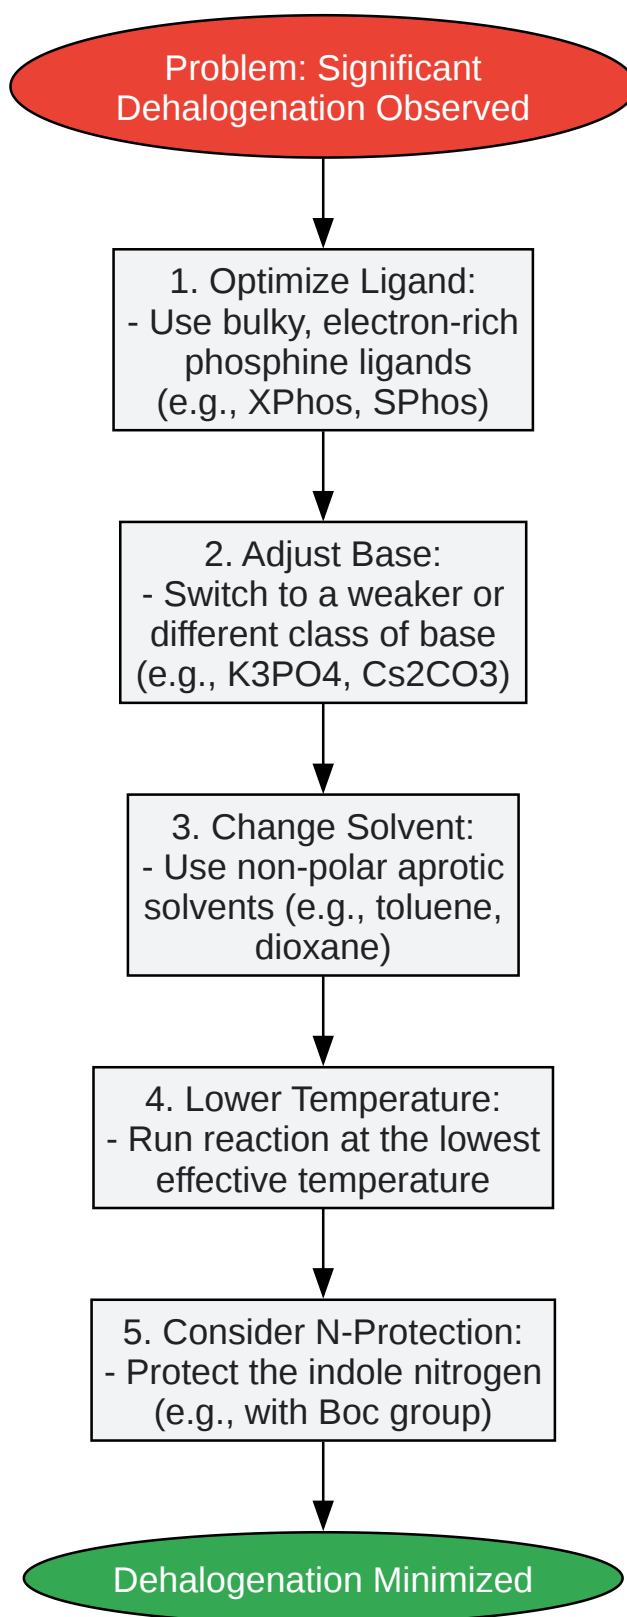 Problem: Significant
Dehalogenation Observed
1. Optimize Ligand:
- Use bulky, electron-rich
phosphine ligands
(e.g., XPhos, SPhos)
2. Adjust Base:
- Switch to a weaker or
different class of base
(e.g., K3PO4, Cs2CO3)
3. Change Solvent:
- Use non-polar aprotic
solvents (e.g., toluene,
dioxane)
4. Lower Temperature:
- Run reaction at the lowest
effective temperature
5. Consider N-Protection:
- Protect the indole nitrogen
(e.g., with Boc group)
Dehalogenation Minimized